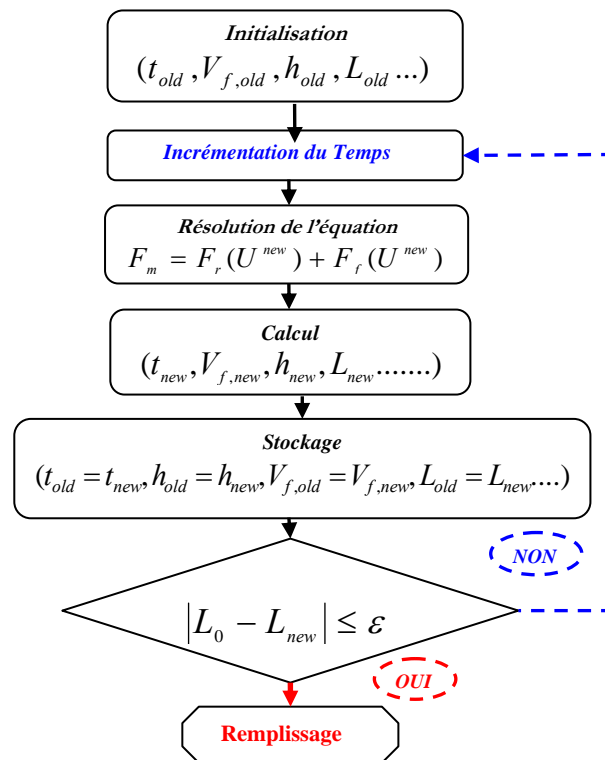 Initialisation
(t_old , V_f,old , h_old , L_old ...)
Incrémentation du Temps
Résolution de l'équation
F_m = F_r (U^new) + F_f (U^new)
Calcul
(t_new, V_f,new, h_new, L_new.......)
Stockage
(t_old = t_new, h_old = h_new, V_f,old = V_f,new, L_old = L_new....)
NON
|L_0 − L_new| ≤ ε
OUI
Remplissage